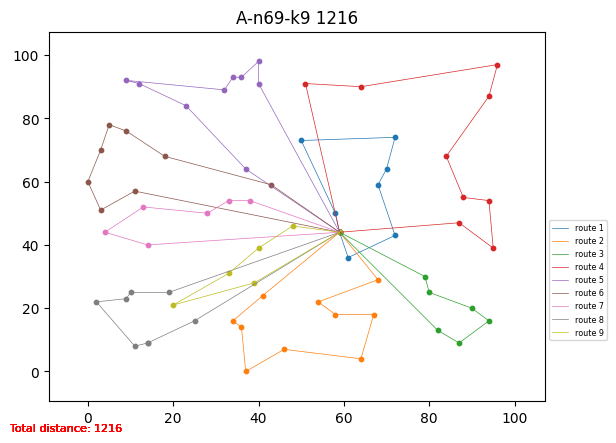 A-n69-k9 1216
100
80
60
40
20
0
0 20 40 60 80 100
route 1
route 2
route 3
route 4
route 5
route 6
route 7
route 8
route 9
Total distance: 1216